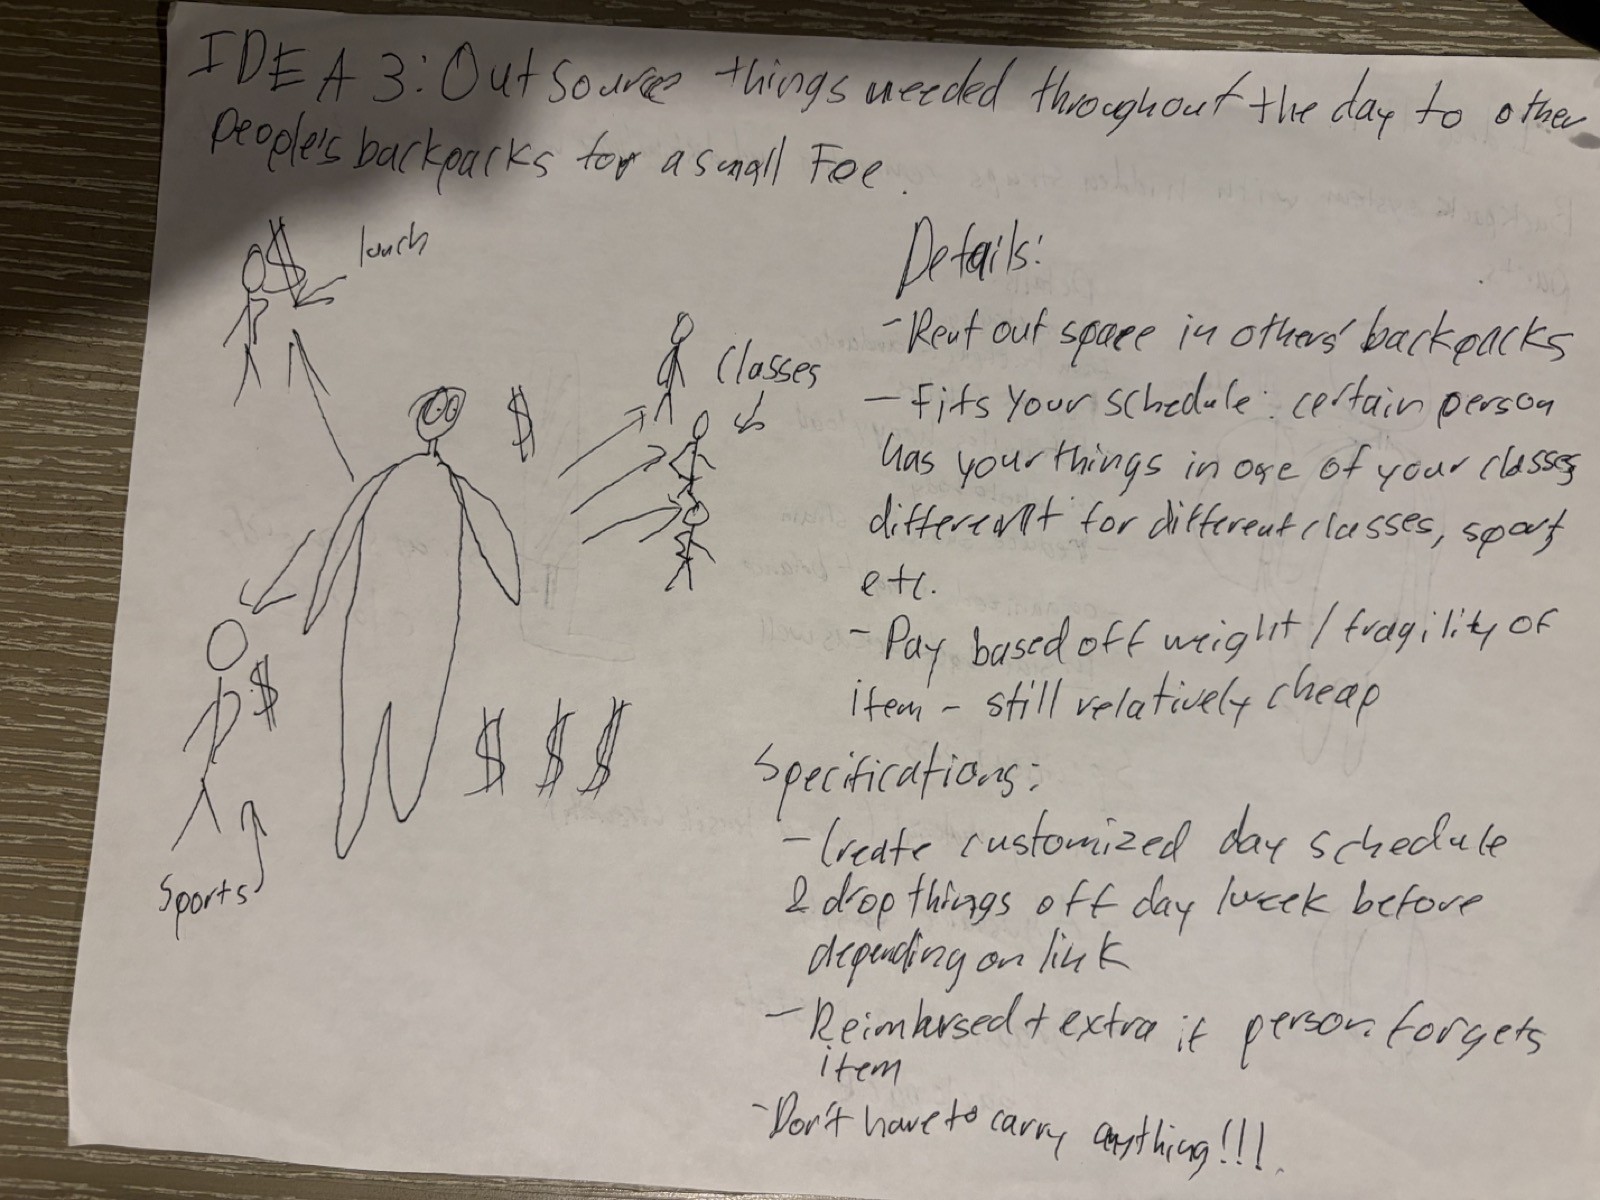 IDEA 3: Outsource things needed throughout the day to other
people's backpacks for a small Fee.
$
lunch
Details:
- Rent out space in others' backpacks
Classes
- Fits your schedule: certain person
$
has your things in one of your classes
different for different classes, sport,
etc.
- Pay based off weight / fragility of
item - still relatively cheap
$
$ $ $
Specifications:
- Create customized day schedule
& drop things off day / week before
Sports
depending on link
- Reimbursed + extra if person forgets
item
- Don't have to carry anything!!!